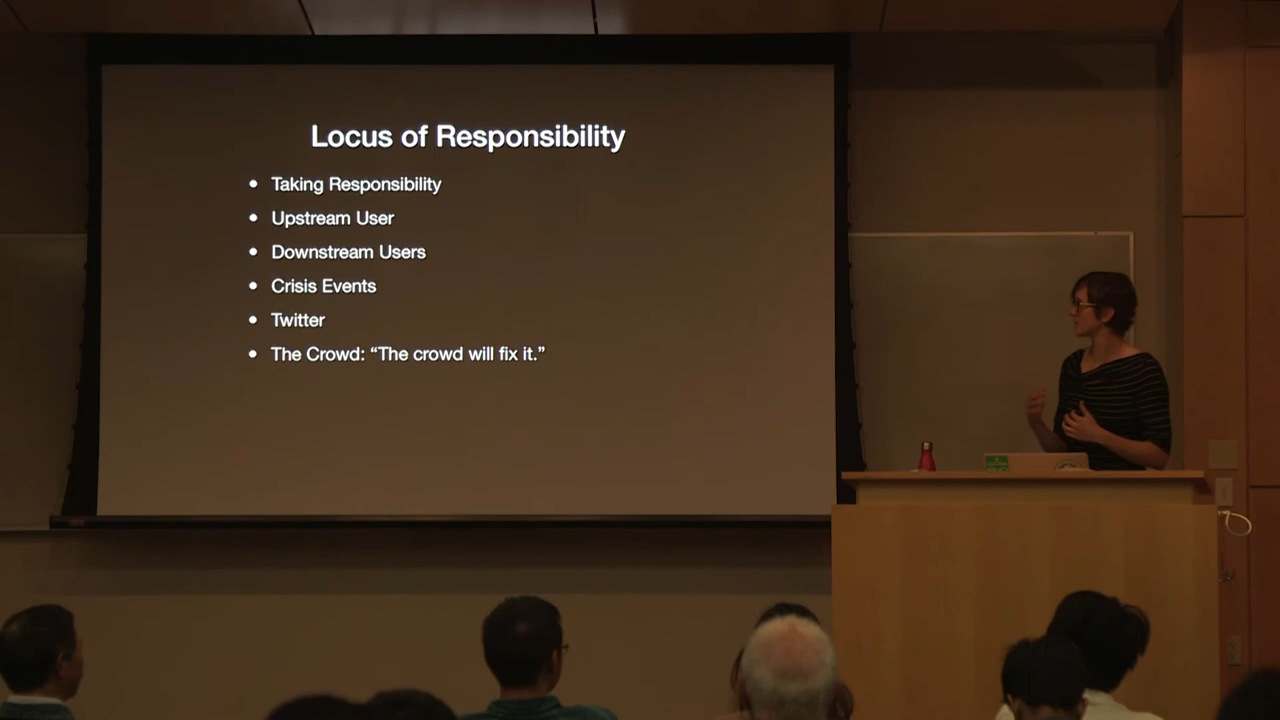 Locus of Responsibility
• Taking Responsibility
• Upstream User
• Downstream Users
• Crisis Events
• Twitter
• The Crowd: “The crowd will fix it.”